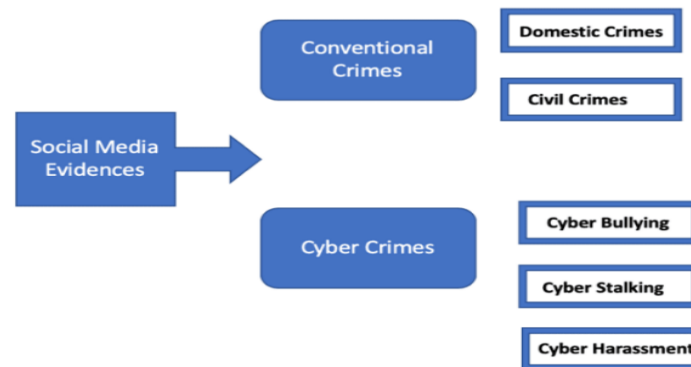 Conventional
Crimes
Domestic Crimes
Civil Crimes
Social Media
Evidences
Cyber Crimes
Cyber Bullying
Cyber Stalking
Cyber Harassment